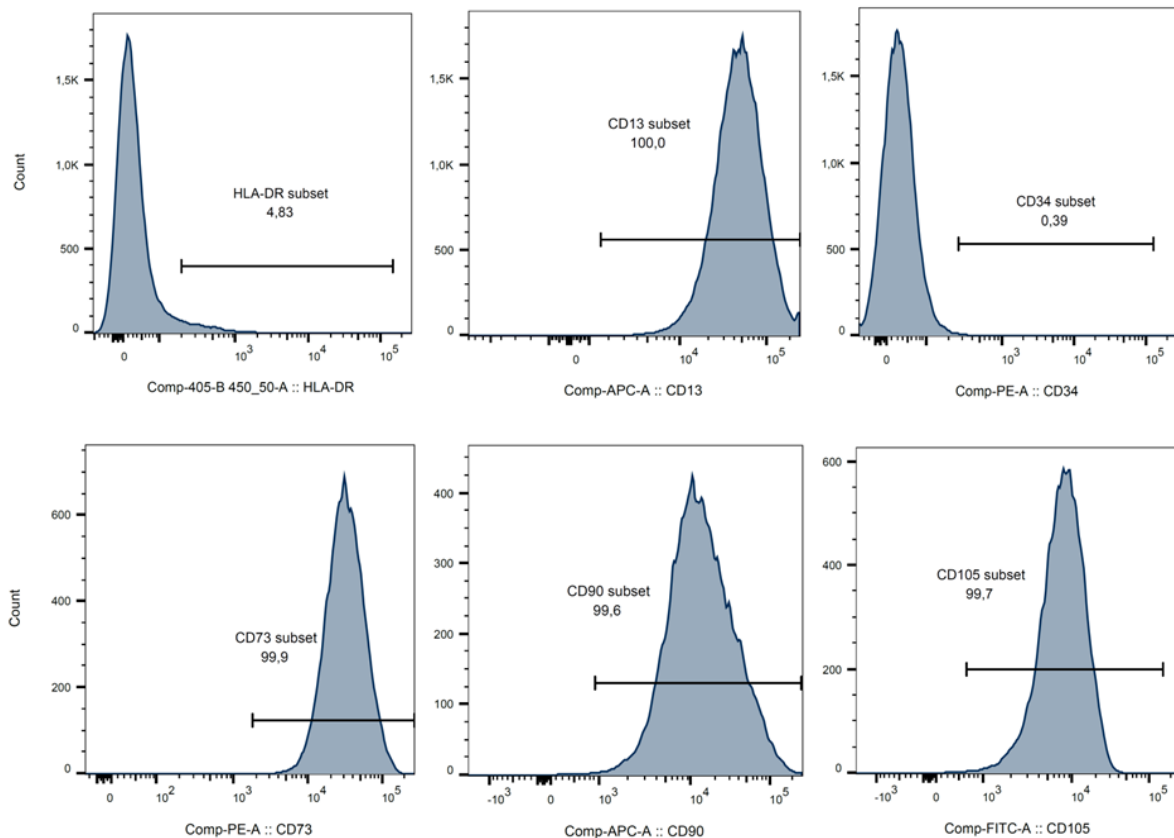 Count
1,5K
1,0K
500
0
HLA-DR subset
4,83
0
10³
10⁴
10⁵
Comp-405-B 450_50-A :: HLA-DR
1,5K
1,0K
500
0
CD13 subset
100,0
0
10⁴
10⁵
Comp-APC-A :: CD13
1,5K
1,0K
500
0
CD34 subset
0,39
0
10³
10⁴
10⁵
Comp-PE-A :: CD34
Count
600
400
200
0
CD73 subset
99,9
0
10²
10³
10⁴
10⁵
Comp-PE-A :: CD73
400
300
200
100
0
CD90 subset
99,6
-10³
0
10³
10⁴
10⁵
Comp-APC-A :: CD90
600
400
200
0
CD105 subset
99,7
-10³
0
10³
10⁴
10⁵
Comp-FITC-A :: CD105